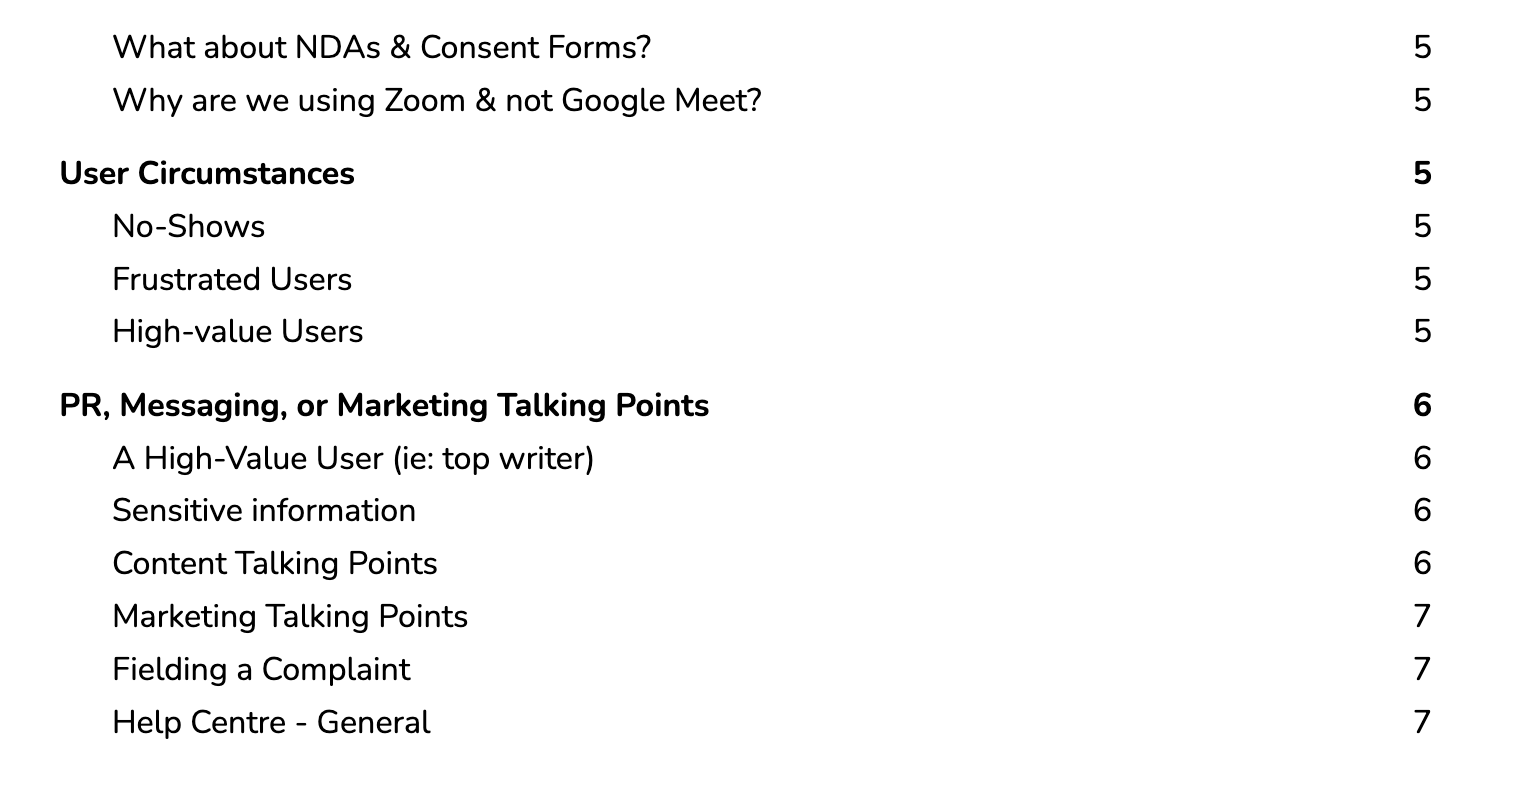 What about NDAs & Consent Forms? 5
Why are we using Zoom & not Google Meet? 5
User Circumstances 5
No-Shows 5
Frustrated Users 5
High-value Users 5
PR, Messaging, or Marketing Talking Points 6
A High-Value User (ie: top writer) 6
Sensitive information 6
Content Talking Points 6
Marketing Talking Points 7
Fielding a Complaint 7
Help Centre - General 7